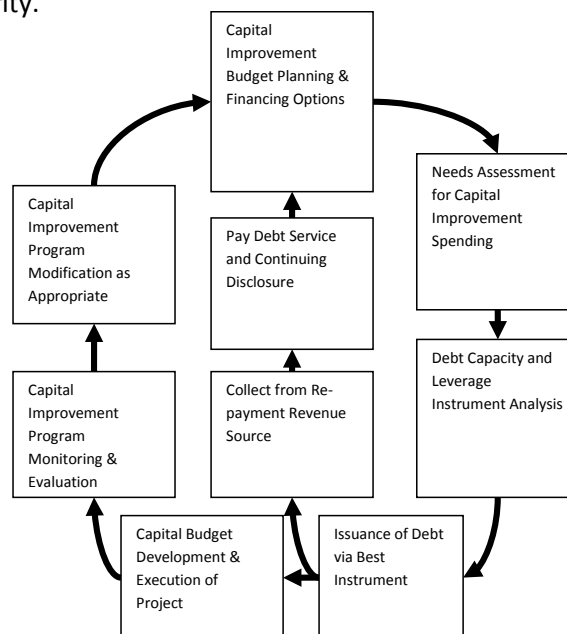 rity.
Capital
Improvement
Budget Planning &
Financing Options
Needs Assessment
for Capital
Improvement
Spending
Capital
Improvement
Program
Modification as
Appropriate
Pay Debt Service
and Continuing
Disclosure
Debt Capacity and
Leverage
Instrument Analysis
Capital
Improvement
Program
Monitoring &
Evaluation
Collect from Re-
payment Revenue
Source
Capital Budget
Development &
Execution of
Project
Issuance of Debt
via Best
Instrument